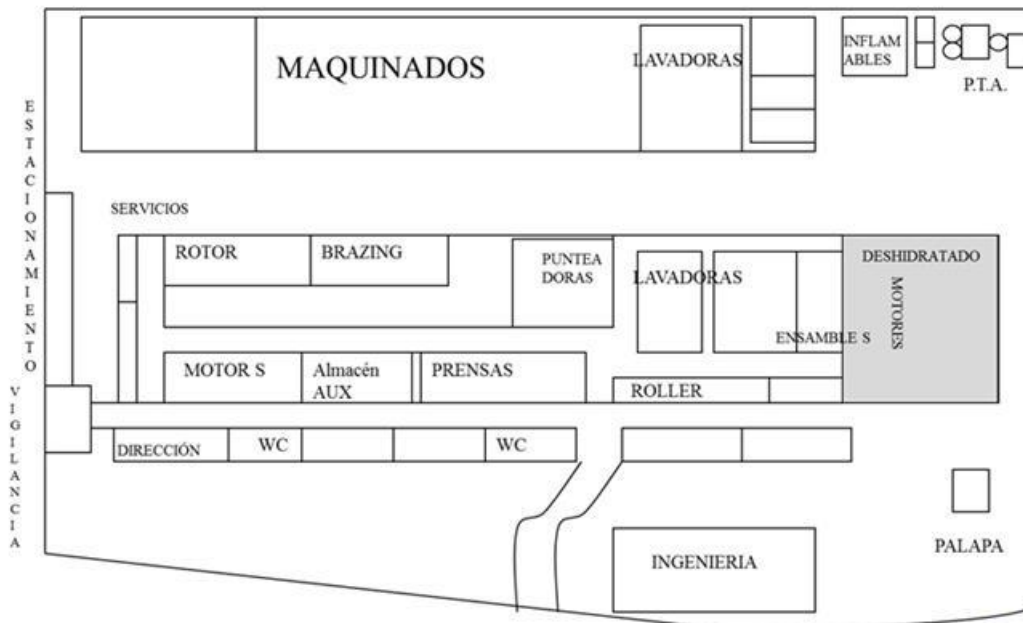 MAQUINADOS
LAVADORAS
INFLAM
ABLES
P.T.A.
ESTACIONAMIENTO
SERVICIOS
ROTOR
BRAZING
PUNTEA
DORAS
LAVADORAS
DESHIDRATADO
MOTORES
ENSAMBLE S
MOTOR S
Almacén
AUX
PRENSAS
ROLLER
VIGILANCIA
DIRECCIÓN
WC
WC
PALAPA
INGENIERIA